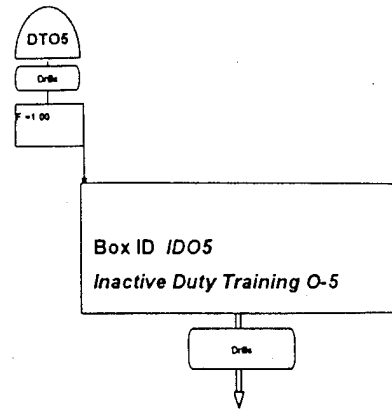 DTO5
Drills
F =1 00
Box ID IDO5
Inactive Duty Training O-5
Drills